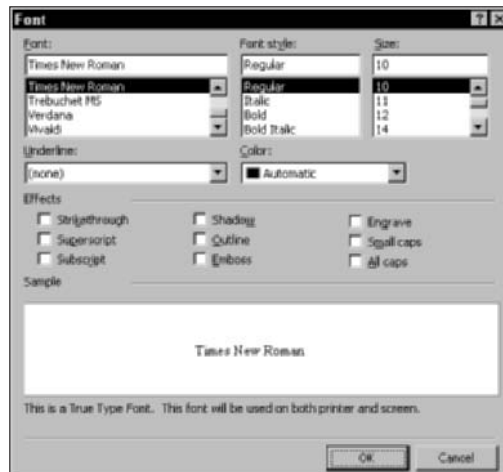 Font
Font: Font style: Size:
Times New Roman Regular 10
Times New Roman Regular 10
Trebuchet MS Italic 11
Verdana Bold 12
Vivaldi Bold Italic 14
Underline: Color:
(none) Automatic
Effects
Strikethrough Shadow Engrave
Superscript Outline Small caps
Subscript Emboss All caps
Sample
Times New Roman
This is a True Type Font. This font will be used on both printer and screen.
OK Cancel